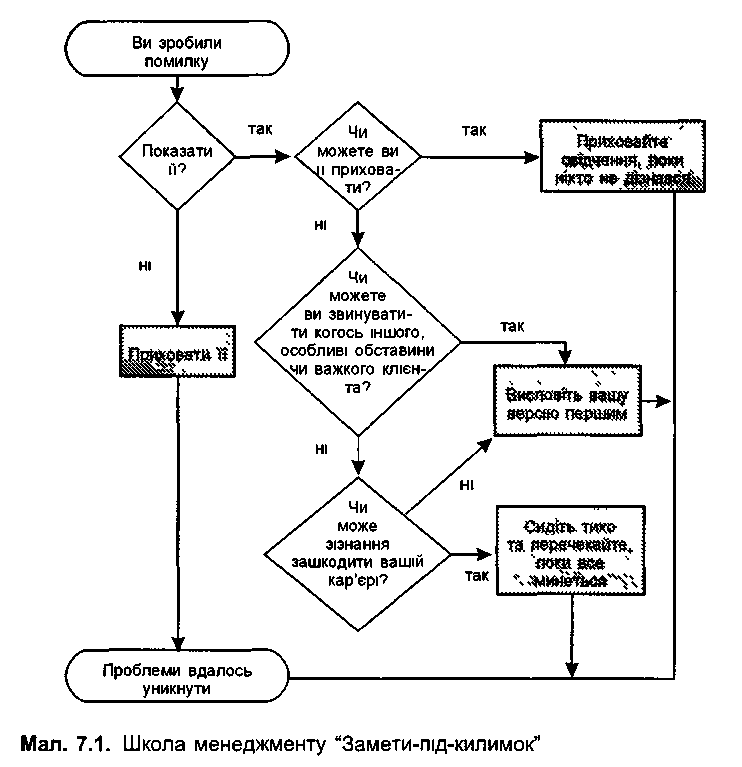 Ви зробили
помилку
Показати
її?
так
Чи
можете ви
її прихова-
ти?
так
Приховайте
свідчення, поки
ніхто не дізнався
ні
ні
Чи
можете
ви звинувати-
ти когось іншого,
особливі обставини
чи важкого клієн-
та?
так
Приховати її
Висловіть вашу
версію першим
ні
ні
Чи
може
зізнання
зашкодити вашій
кар'єрі?
так
Сидіть тихо
та перечекайте,
поки все
минеться
Проблеми вдалось
уникнути
Мал. 7.1. Школа менеджменту “Замети-під-килимок”